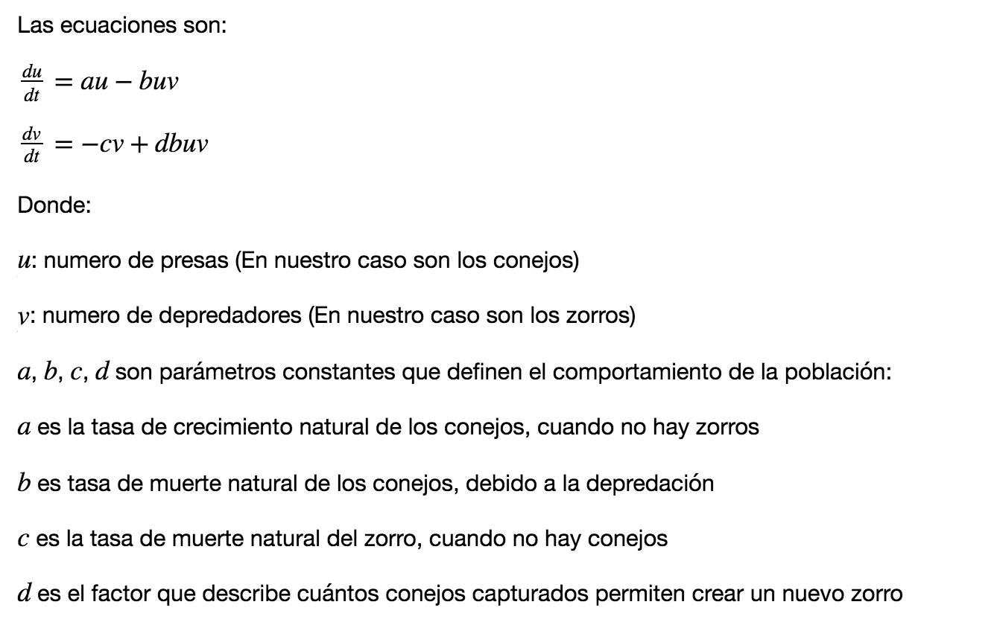 Las ecuaciones son:
du/dt = au − buv
dv/dt = −cv + dbuv
Donde:
u: numero de presas (En nuestro caso son los conejos)
v: numero de depredadores (En nuestro caso son los zorros)
a, b, c, d son parámetros constantes que definen el comportamiento de la población:
a es la tasa de crecimiento natural de los conejos, cuando no hay zorros
b es tasa de muerte natural de los conejos, debido a la depredación
c es la tasa de muerte natural del zorro, cuando no hay conejos
d es el factor que describe cuántos conejos capturados permiten crear un nuevo zorro